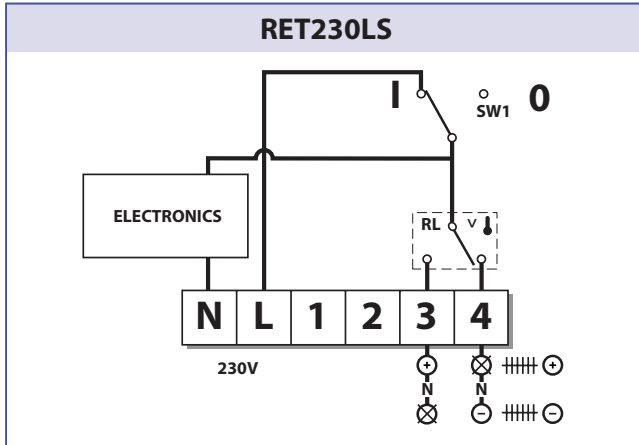 RET230LS
I SW1 0
ELECTRONICS
RL <
N L 1 2 3 4
230V
+ +
N N
− −